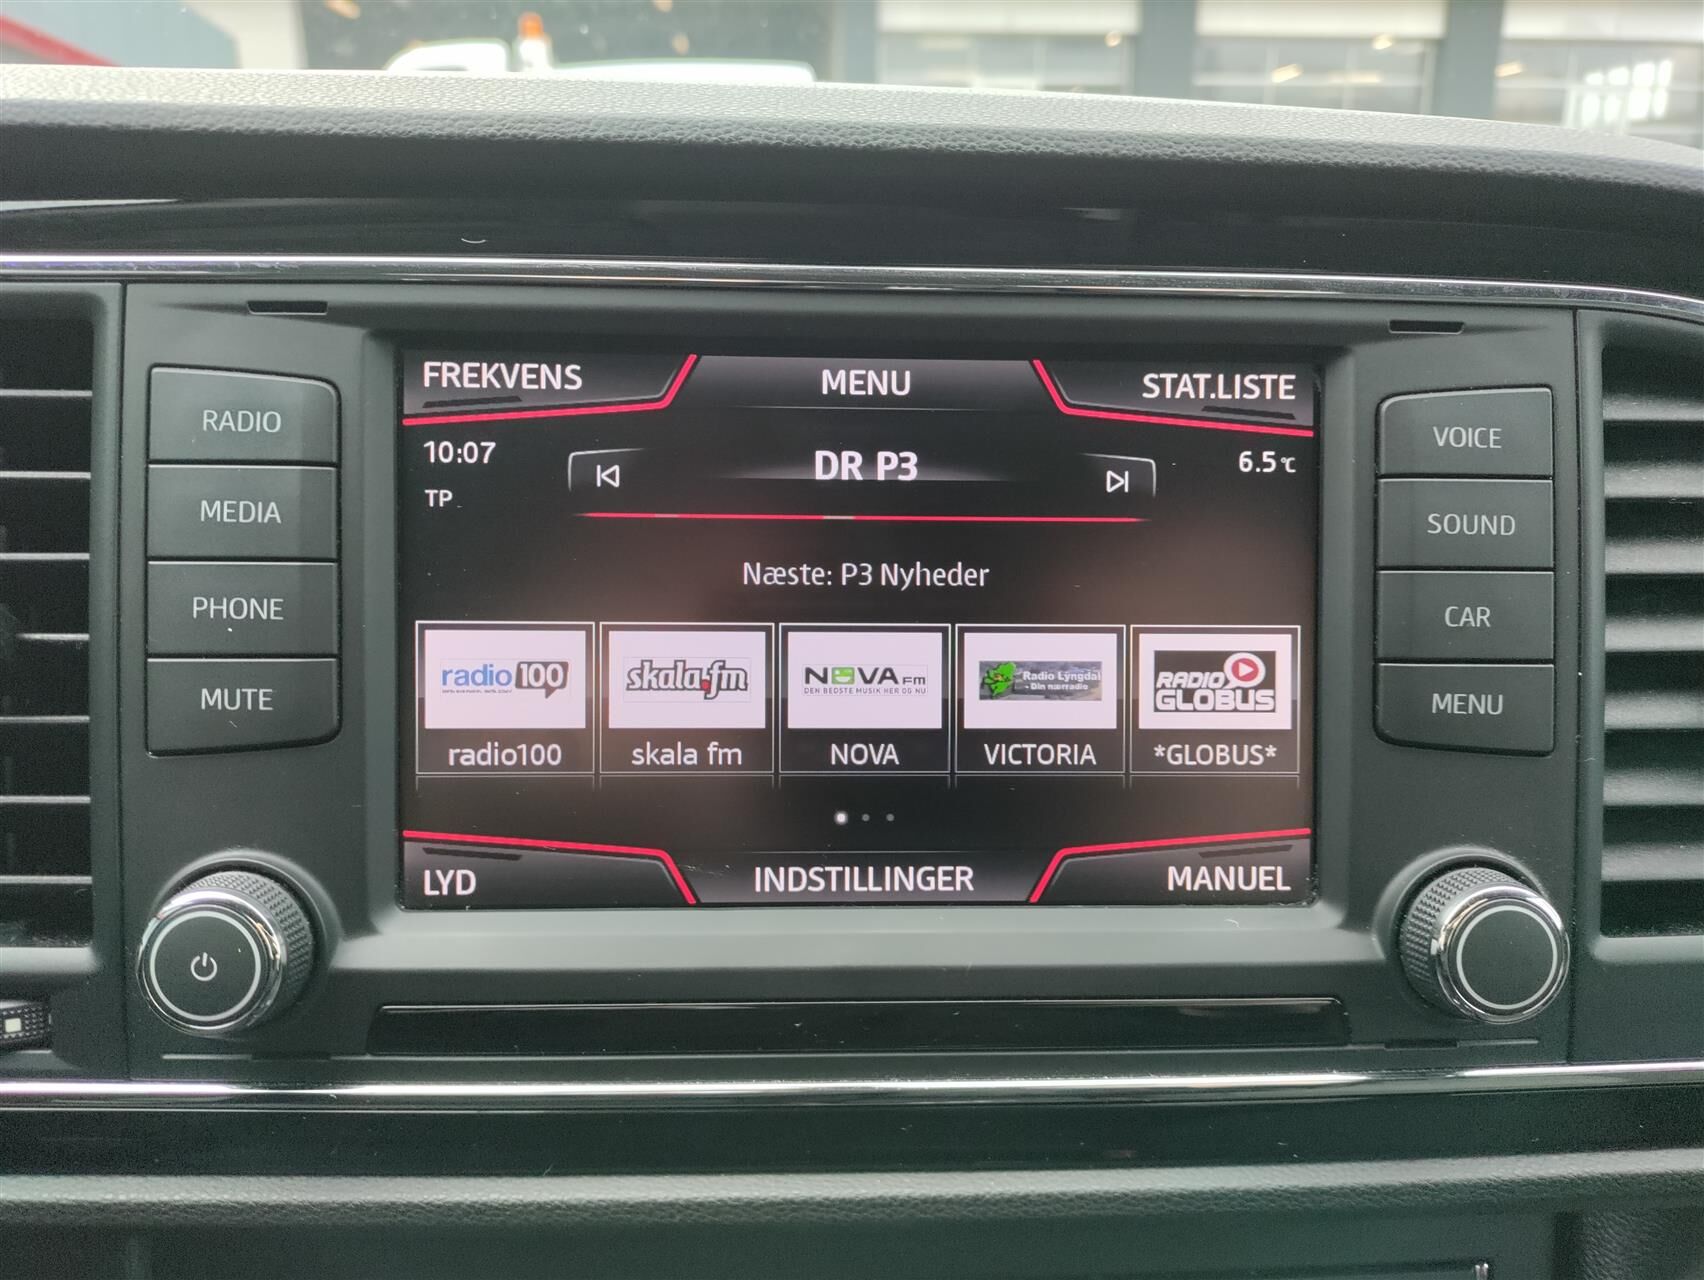 FREKVENS
MENU
STAT.LISTE
10:07
DR P3
6.5°C
TP
Næste: P3 Nyheder
radio 100
skala.fm
NOVA FM
DEN BEDSTE MUSIK HER OG NU
Radio Lyngdal
- Din nærradio
RADIO
GLOBUS
radio100
skala fm
NOVA
VICTORIA
*GLOBUS*
LYD
INDSTILLINGER
MANUEL
RADIO
MEDIA
PHONE
MUTE
VOICE
SOUND
CAR
MENU